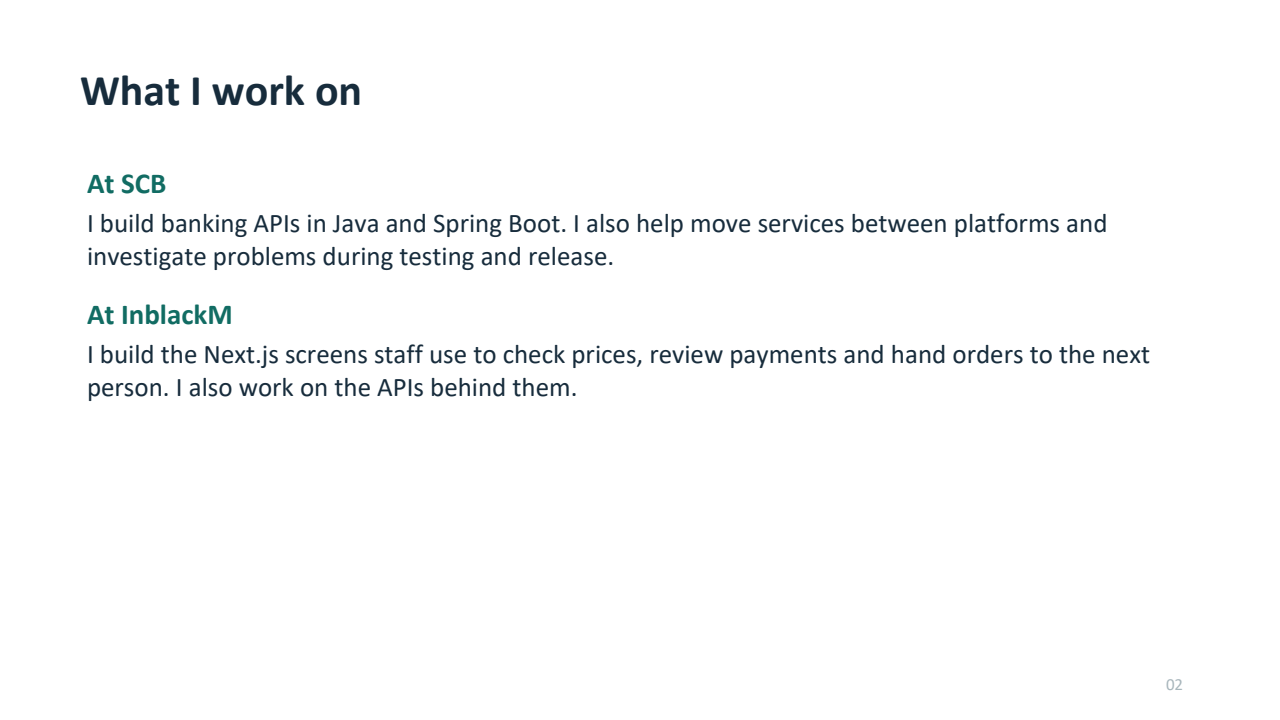 What I work on
At SCB
I build banking APIs in Java and Spring Boot. I also help move services between platforms and
investigate problems during testing and release.
At InblackM
I build the Next.js screens staff use to check prices, review payments and hand orders to the next
person. I also work on the APIs behind them.
02